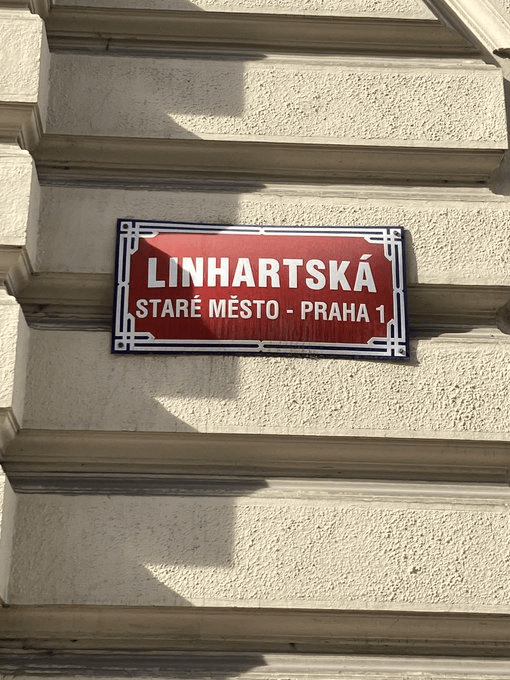 LINHARTSKÁ
STARÉ MĚSTO - PRAHA 1